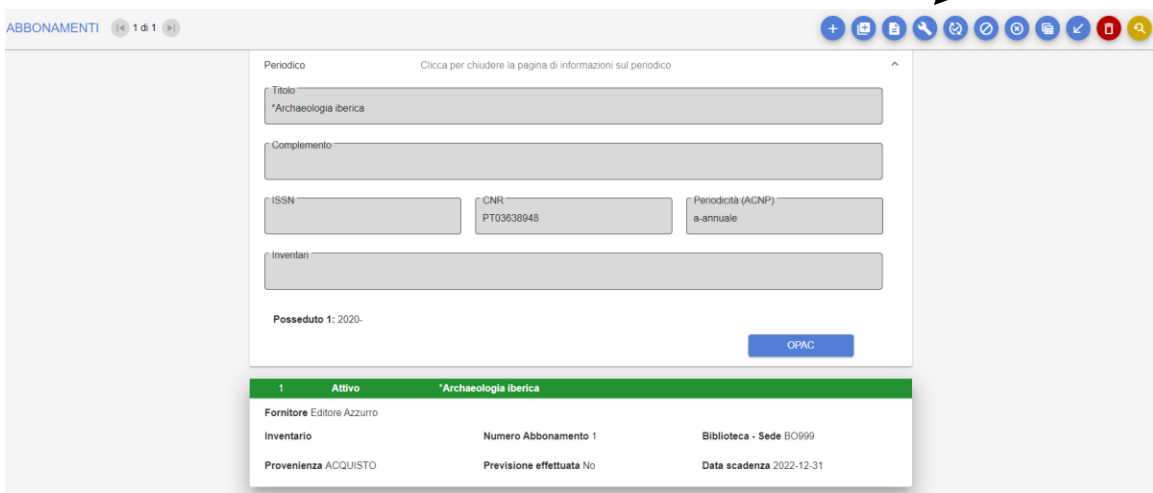 ABBONAMENTI 1 di 1
Periodico Clicca per chiudere la pagina di informazioni sul periodico
Titolo
*Archaeologia iberica
Complemento
ISSN CNR Periodicità (ACNP)
PT03638948 a-annuale
Inventari
Posseduto 1: 2020-
OPAC
1 Attivo *Archaeologia iberica
Fornitore Editore Azzurro
Inventario Numero Abbonamento 1 Biblioteca - Sede BO999
Provenienza ACQUISTO Previsione effettuata No Data scadenza 2022-12-31